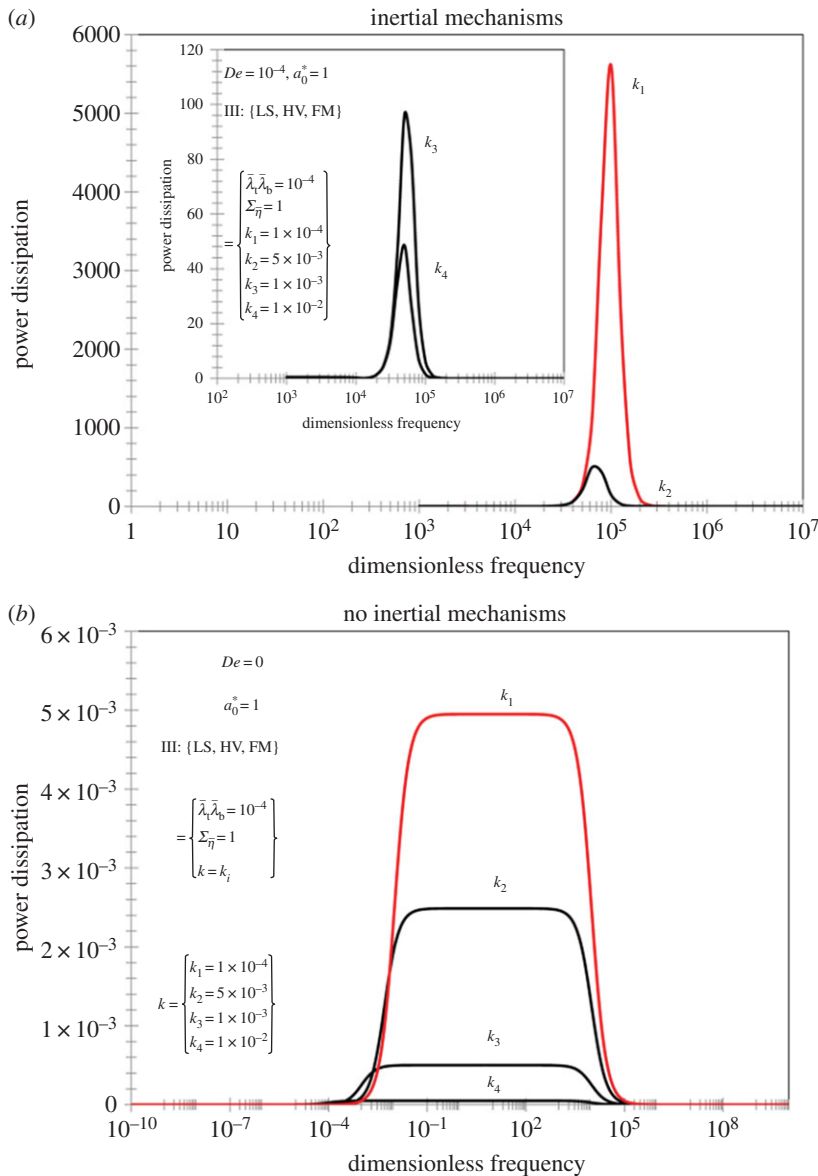 (a) inertial mechanisms
6000
5000
4000
3000
2000
1000
0
power dissipation
1 10 10² 10³ 10⁴ 10⁵ 10⁶ 10⁷
dimensionless frequency
k₁
k₂
120
100
80
60
40
20
0
power dissipation
De = 10⁻⁴, a₀* = 1
III: {LS, HV, FM}
λ̄ₜλ̄_b = 10⁻⁴
Σ_η̄ = 1
= k₁ = 1 × 10⁻⁴
k₂ = 5 × 10⁻³
k₃ = 1 × 10⁻³
k₄ = 1 × 10⁻²
k₃
k₄
10² 10³ 10⁴ 10⁵ 10⁶ 10⁷
dimensionless frequency
(b) no inertial mechanisms
6 × 10⁻³
5 × 10⁻³
4 × 10⁻³
3 × 10⁻³
2 × 10⁻³
1 × 10⁻³
0
power dissipation
De = 0
a₀* = 1
III: {LS, HV, FM}
λ̄ₜλ̄_b = 10⁻⁴
= Σ_η̄ = 1
k = kᵢ
k₁ = 1 × 10⁻⁴
k = k₂ = 5 × 10⁻³
k₃ = 1 × 10⁻³
k₄ = 1 × 10⁻²
k₁
k₂
k₃
k₄
10⁻¹⁰ 10⁻⁷ 10⁻⁴ 10⁻¹ 10² 10⁵ 10⁸
dimensionless frequency